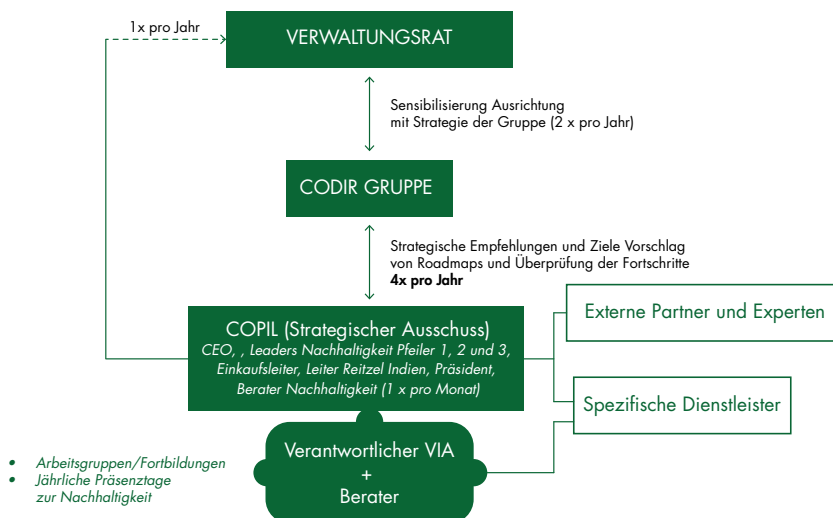 1x pro Jahr
VERWALTUNGSRAT
Sensibilisierung Ausrichtung
mit Strategie der Gruppe (2 x pro Jahr)
CODIR GRUPPE
Strategische Empfehlungen und Ziele Vorschlag
von Roadmaps und Überprüfung der Fortschritte
4x pro Jahr
COPIL (Strategischer Ausschuss)
CEO, , Leaders Nachhaltigkeit Pfeiler 1, 2 und 3,
Einkaufsleiter, Leiter Reitzel Indien, Präsident,
Berater Nachhaltigkeit (1 x pro Monat)
Externe Partner und Experten
Spezifische Dienstleister
Verantwortlicher VIA
+
Berater
• Arbeitsgruppen/Fortbildungen
• Jährliche Präsenztage
zur Nachhaltigkeit